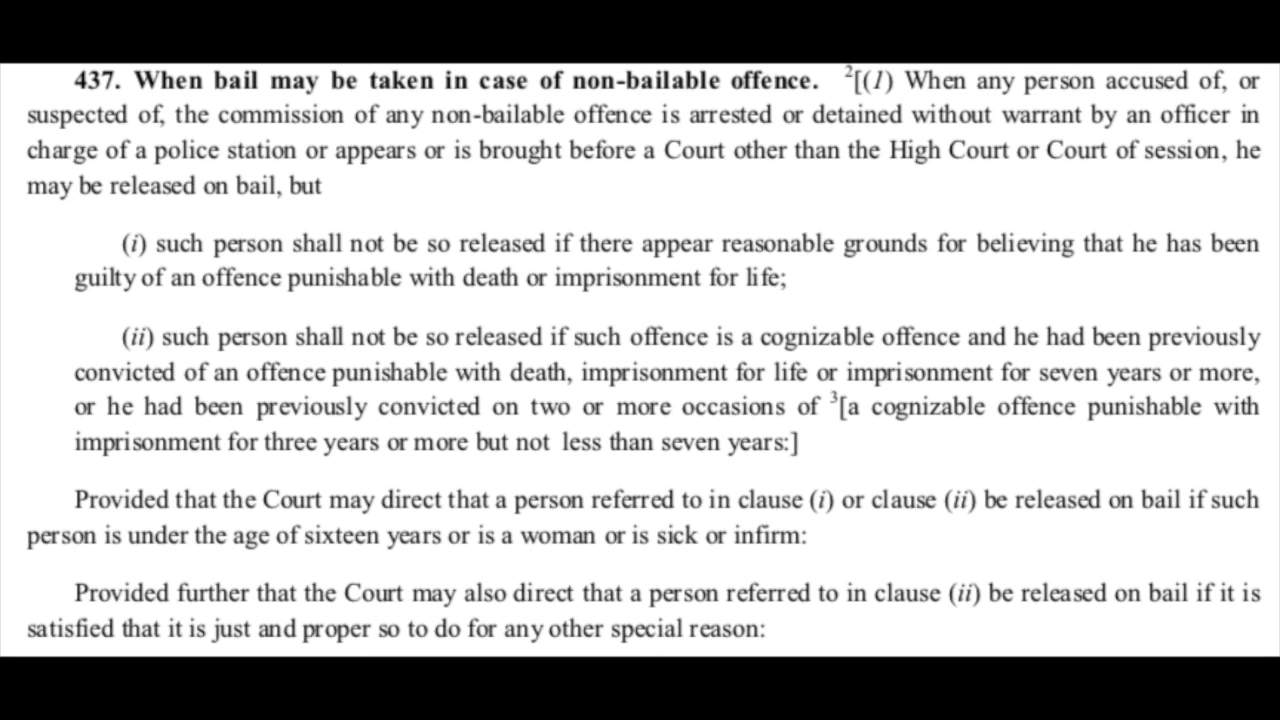 437. When bail may be taken in case of non-bailable offence. 2[(1) When any person accused of, or
suspected of, the commission of any non-bailable offence is arrested or detained without warrant by an officer in
charge of a police station or appears or is brought before a Court other than the High Court or Court of session, he
may be released on bail, but
(i) such person shall not be so released if there appear reasonable grounds for believing that he has been
guilty of an offence punishable with death or imprisonment for life;
(ii) such person shall not be so released if such offence is a cognizable offence and he had been previously
convicted of an offence punishable with death, imprisonment for life or imprisonment for seven years or more,
or he had been previously convicted on two or more occasions of 3[a cognizable offence punishable with
imprisonment for three years or more but not less than seven years:]
Provided that the Court may direct that a person referred to in clause (i) or clause (ii) be released on bail if such
person is under the age of sixteen years or is a woman or is sick or infirm:
Provided further that the Court may also direct that a person referred to in clause (ii) be released on bail if it is
satisfied that it is just and proper so to do for any other special reason: